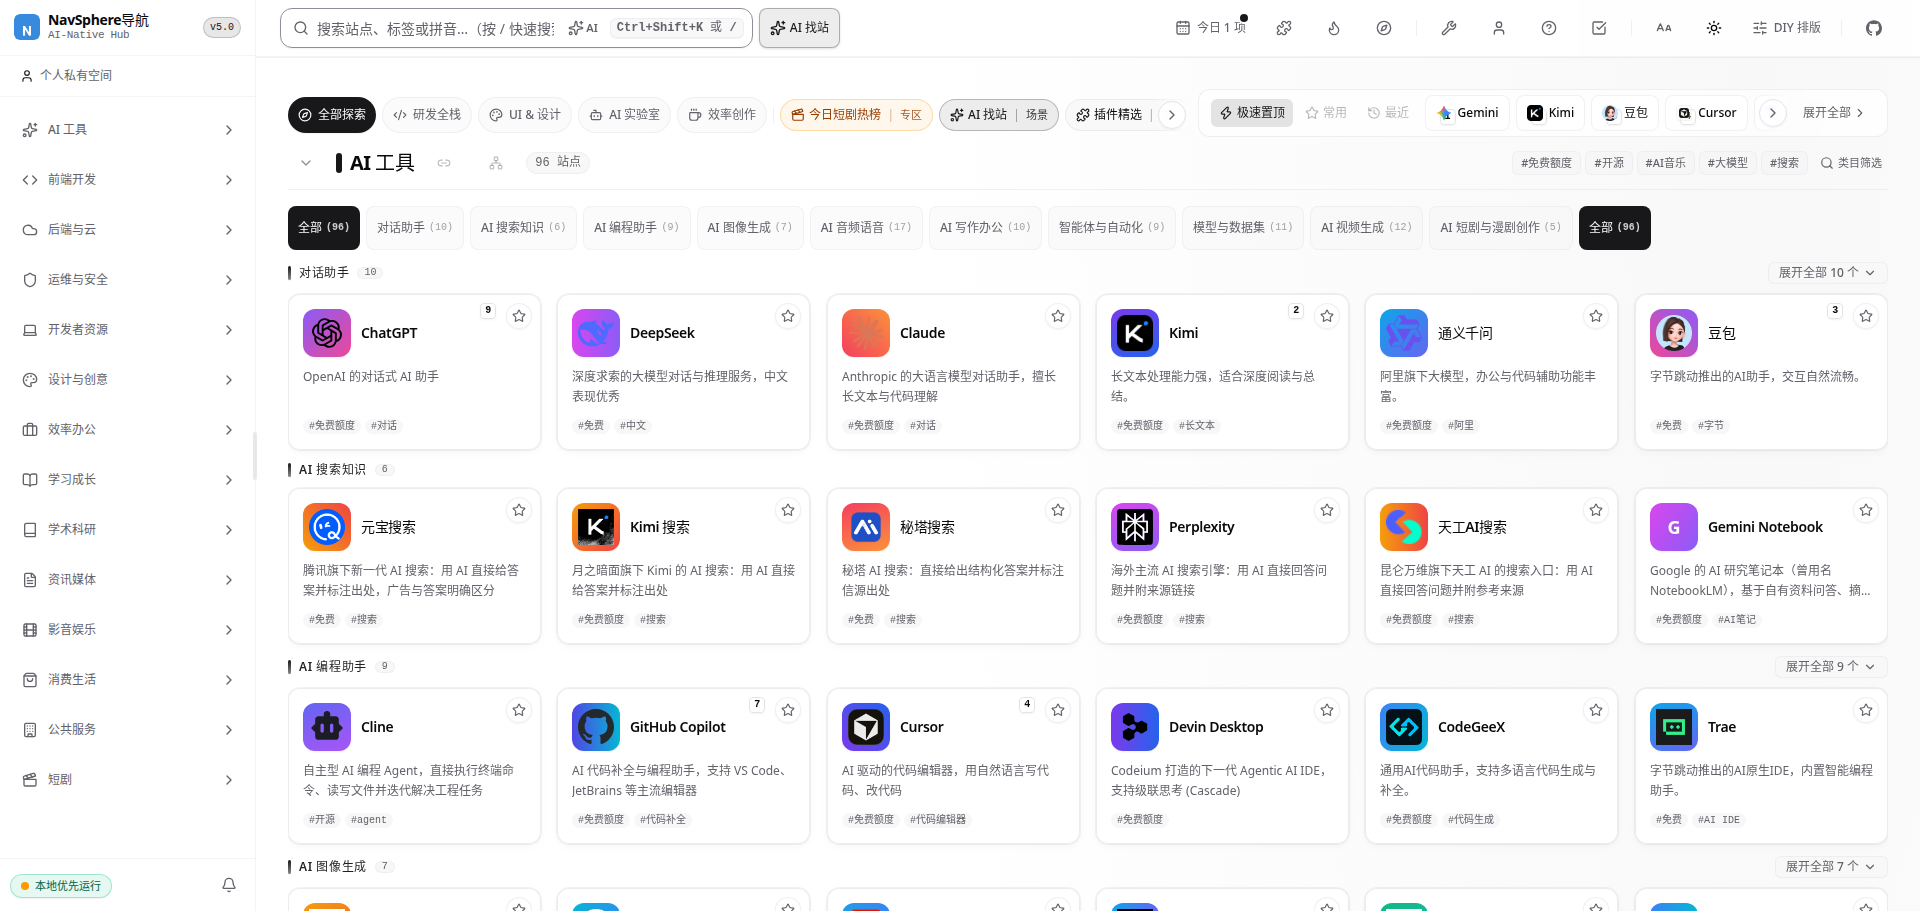 NavSphere导航
AI-Native Hub
v5.0
搜索站点、标签或拼音...（按 / 快速搜
AI
Ctrl+Shift+K 或 /
AI 找站
今日 1 项
DIY 排版
个人私有空间
AI 工具
前端开发
后端与云
运维与安全
开发者资源
设计与创意
效率办公
学习成长
学术科研
资讯媒体
影音娱乐
消费生活
公共服务
短剧
本地优先运行
全部探索
研发全栈
UI & 设计
AI 实验室
效率创作
今日短剧热榜 | 专区
AI 找站 | 场景
插件精选 |
极速置顶
常用
最近
Gemini
Kimi
豆包
Cursor
展开全部
AI 工具
96 站点
#免费额度
#开源
#AI音乐
#大模型
#搜索
类目筛选
全部 (96)
对话助手 (10)
AI 搜索知识 (6)
AI 编程助手 (9)
AI 图像生成 (7)
AI 音频语音 (17)
AI 写作办公 (10)
智能体与自动化 (9)
模型与数据集 (11)
AI 视频生成 (12)
AI 短剧与漫剧创作 (5)
全部 (96)
对话助手 10
展开全部 10 个
ChatGPT
9
OpenAI 的对话式 AI 助手
#免费额度 #对话
DeepSeek
深度求索的大模型对话与推理服务，中文
表现优秀
#免费 #中文
Claude
Anthropic 的大语言模型对话助手，擅长
长文本与代码理解
#免费额度 #对话
Kimi
2
长文本处理能力强，适合深度阅读与总
结。
#免费额度 #长文本
通义千问
阿里旗下大模型，办公与代码辅助功能丰
富。
#免费额度 #阿里
豆包
3
字节跳动推出的AI助手，交互自然流畅。
#免费 #字节
AI 搜索知识 6
元宝搜索
腾讯旗下新一代 AI 搜索：用 AI 直接给答
案并标注出处，广告与答案明确区分
#免费 #搜索
Kimi 搜索
月之暗面旗下 Kimi 的 AI 搜索：用 AI 直接
给答案并标注出处
#免费额度 #搜索
秘塔搜索
秘塔 AI 搜索：直接给出结构化答案并标注
信源出处
#免费 #搜索
Perplexity
海外主流 AI 搜索引擎：用 AI 直接回答问
题并附来源链接
#免费额度 #搜索
天工AI搜索
昆仑万维旗下天工 AI 的搜索入口：用 AI
直接回答问题并附参考来源
#免费额度 #搜索
G
Gemini Notebook
Google 的 AI 研究笔记本（曾用名
NotebookLM），基于自有资料问答、摘...
#免费额度 #AI笔记
AI 编程助手 9
展开全部 9 个
Cline
自主型 AI 编程 Agent，直接执行终端命
令、读写文件并迭代解决工程任务
#开源 #agent
GitHub Copilot
7
AI 代码补全与编程助手，支持 VS Code、
JetBrains 等主流编辑器
#免费额度 #代码补全
Cursor
4
AI 驱动的代码编辑器，用自然语言写代
码、改代码
#免费额度 #代码编辑器
Devin Desktop
Codeium 打造的下一代 Agentic AI IDE，
支持级联思考 (Cascade)
#免费额度
CodeGeeX
通用AI代码助手，支持多语言代码生成与
补全。
#免费额度 #代码生成
Trae
字节跳动推出的AI原生IDE，内置智能编程
助手。
#免费 #AI IDE
AI 图像生成 7
展开全部 7 个